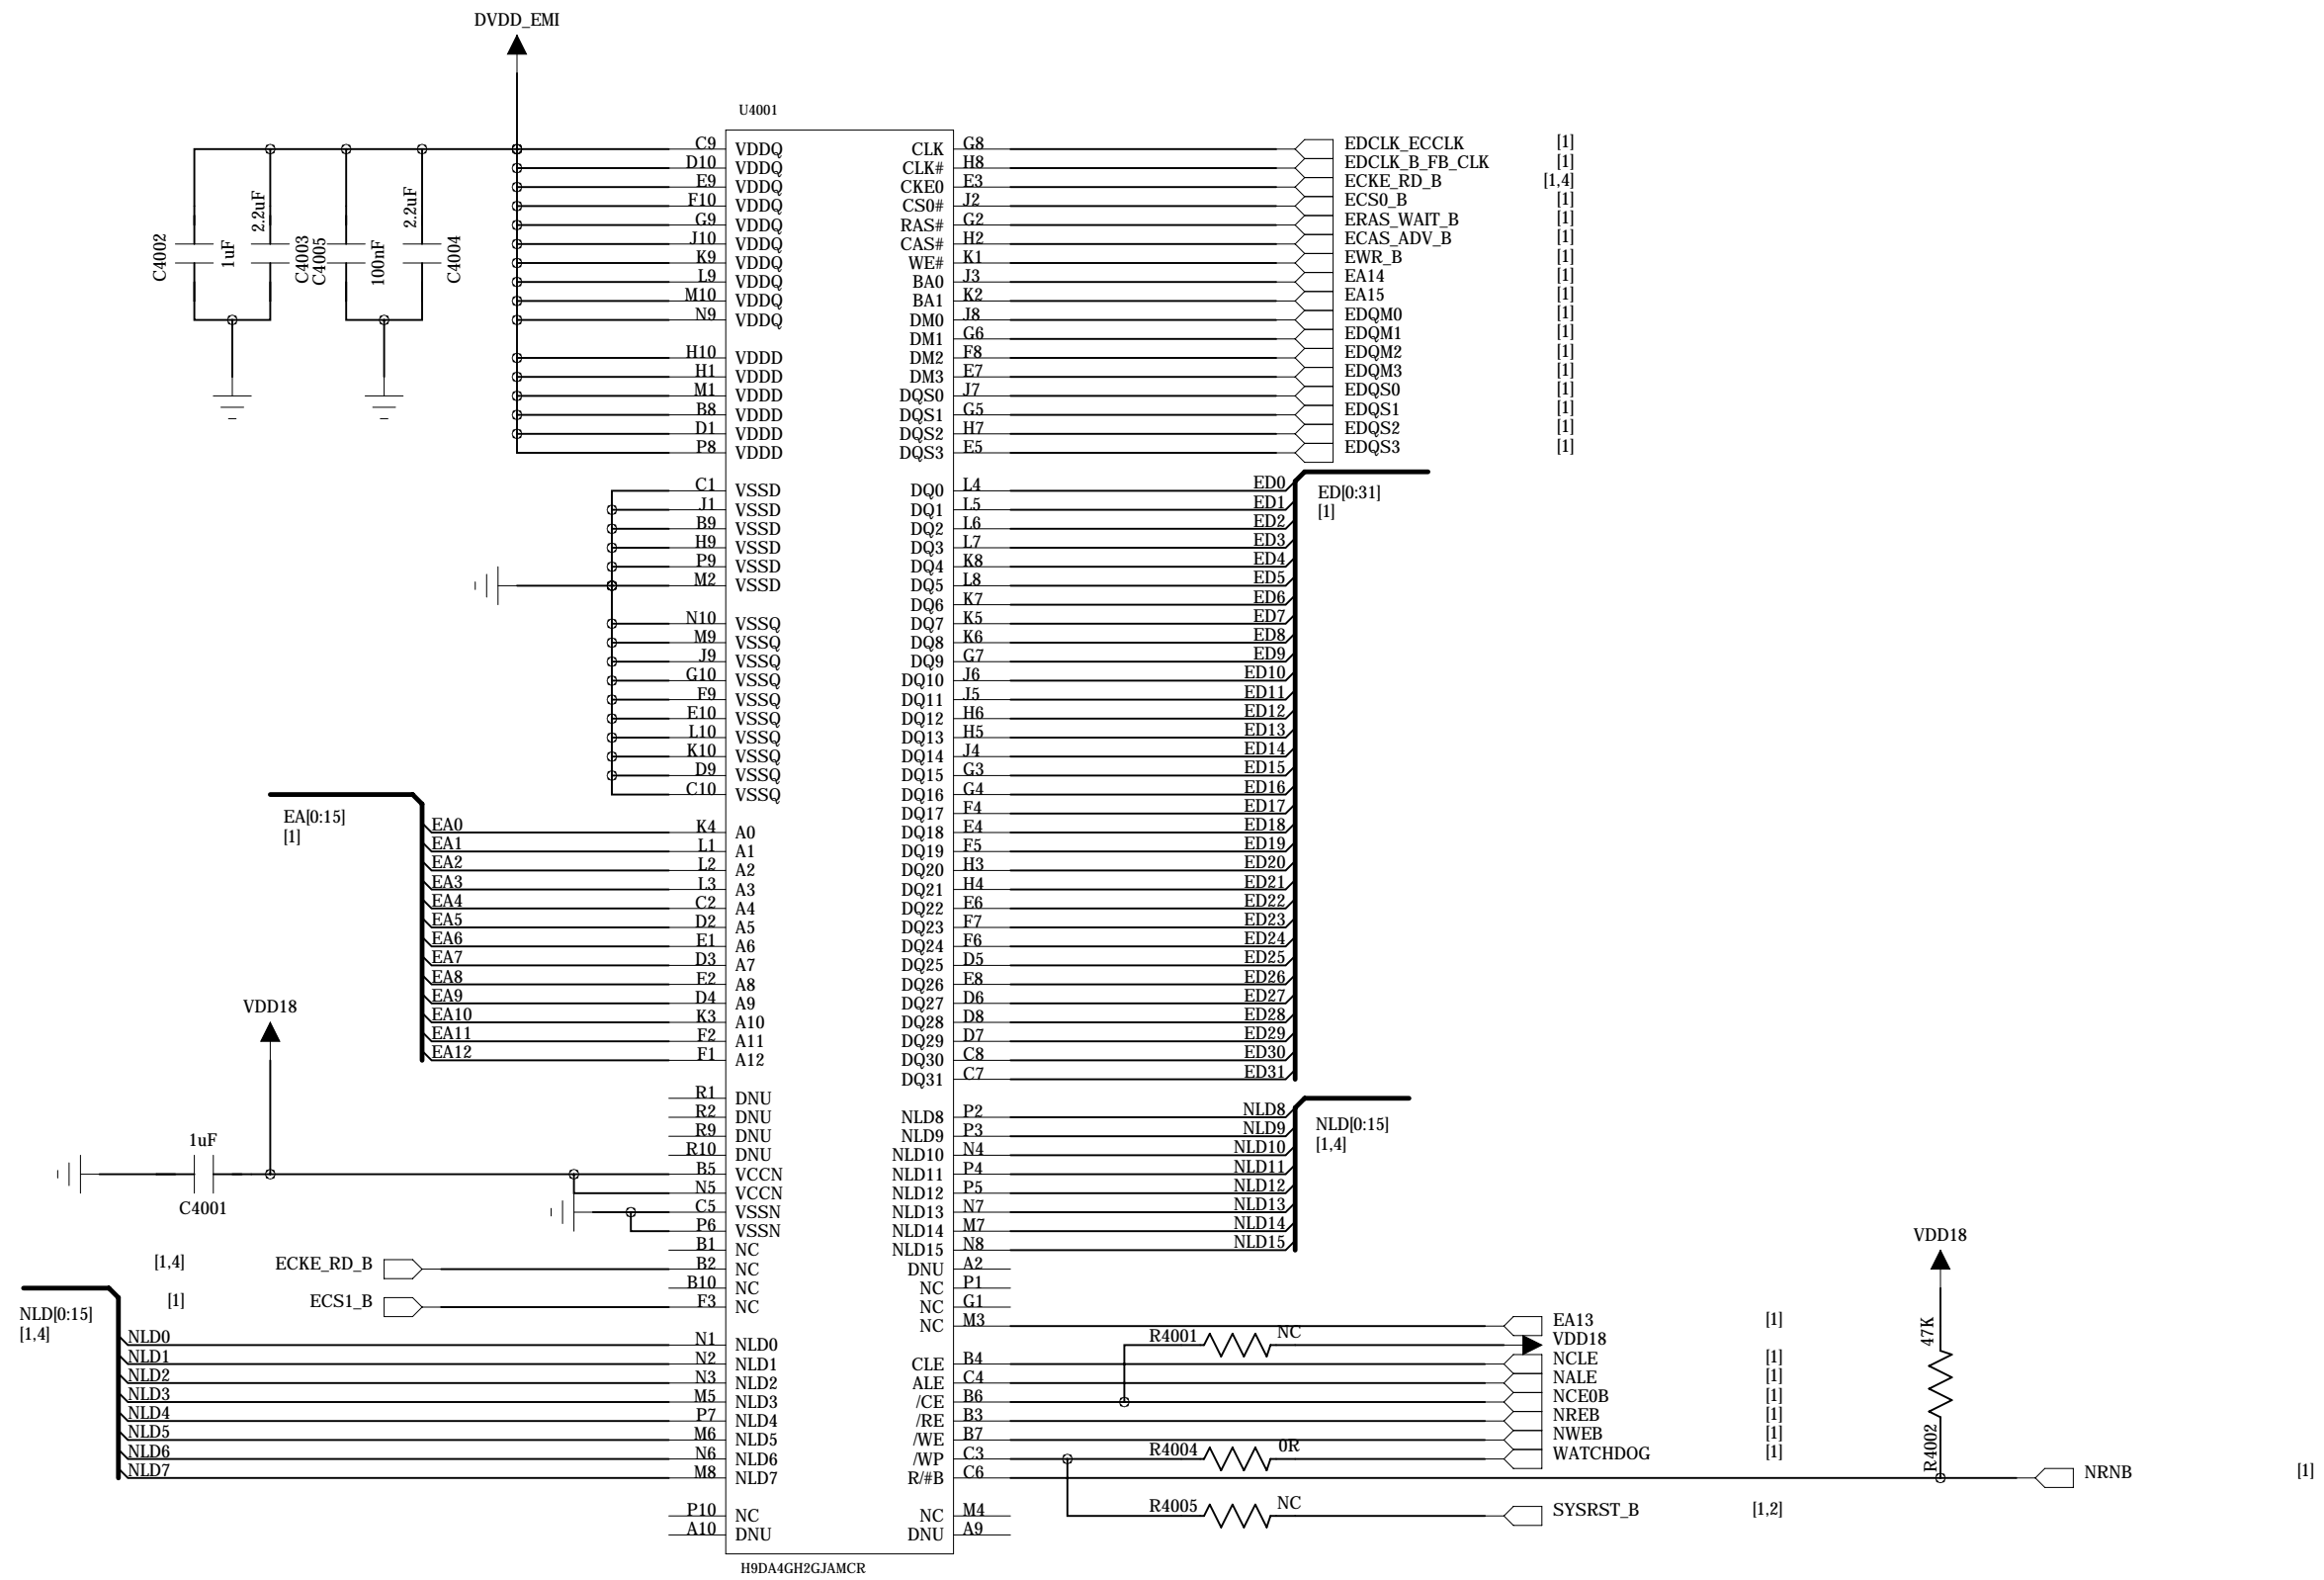 DVDD_EMI
U4001
C9 VDDQ CLK G8 EDCLK_ECCLK [1]
D10 VDDQ CLK# H8 EDCLK_B_FB_CLK [1]
E9 VDDQ CKE0 E3 ECKE_RD_B [1,4]
F10 VDDQ CS0# J2 ECS0_B [1]
G9 VDDQ RAS# G2 ERAS_WAIT_B [1]
J10 VDDQ CAS# H2 ECAS_ADV_B [1]
K9 VDDQ WE# K1 EWR_B [1]
L9 VDDQ BA0 J3 EA14 [1]
M10 VDDQ BA1 K2 EA15 [1]
N9 VDDQ DM0 J8 EDQM0 [1]
DM1 G6 EDQM1 [1]
H10 VDDD DM2 F8 EDQM2 [1]
H1 VDDD DM3 E7 EDQM3 [1]
M1 VDDD DQS0 J7 EDQS0 [1]
B8 VDDD DQS1 G5 EDQS1 [1]
D1 VDDD DQS2 H7 EDQS2 [1]
P8 VDDD DQS3 E5 EDQS3 [1]
C4002 1uF 2.2uF C4003 C4005 100nF 2.2uF C4004
C1 VSSD DQ0 L4 ED0
J1 VSSD DQ1 L5 ED1
B9 VSSD DQ2 L6 ED2
H9 VSSD DQ3 L7 ED3
P9 VSSD DQ4 K8 ED4
M2 VSSD DQ5 L8 ED5
DQ6 K7 ED6
N10 VSSQ DQ7 K5 ED7
M9 VSSQ DQ8 K6 ED8
J9 VSSQ DQ9 G7 ED9
G10 VSSQ DQ10 J6 ED10
F9 VSSQ DQ11 J5 ED11
E10 VSSQ DQ12 H6 ED12
L10 VSSQ DQ13 H5 ED13
K10 VSSQ DQ14 J4 ED14
D9 VSSQ DQ15 G3 ED15
C10 VSSQ DQ16 G4 ED16
ED[0:31]
[1]
DQ17 F4 ED17
EA[0:15]
[1]
EA0 K4 A0 DQ18 E4 ED18
EA1 L1 A1 DQ19 F5 ED19
EA2 L2 A2 DQ20 H3 ED20
EA3 L3 A3 DQ21 H4 ED21
EA4 C2 A4 DQ22 E6 ED22
EA5 D2 A5 DQ23 F7 ED23
EA6 E1 A6 DQ24 F6 ED24
EA7 D3 A7 DQ25 D5 ED25
EA8 E2 A8 DQ26 E8 ED26
EA9 D4 A9 DQ27 D6 ED27
EA10 K3 A10 DQ28 D8 ED28
EA11 F2 A11 DQ29 D7 ED29
EA12 F1 A12 DQ30 C8 ED30
DQ31 C7 ED31
VDD18
1uF
C4001
R1 DNU
R2 DNU NLD8 P2 NLD8
R9 DNU NLD9 P3 NLD9
R10 DNU NLD10 N4 NLD10
B5 VCCN NLD11 P4 NLD11
N5 VCCN NLD12 P5 NLD12
C5 VSSN NLD13 N7 NLD13
P6 VSSN NLD14 M7 NLD14
B1 NC NLD15 N8 NLD15
NLD[0:15]
[1,4]
[1,4] ECKE_RD_B B2 NC DNU A2
B10 NC NC P1
[1] ECS1_B F3 NC NC G1
NC M3 EA13 [1]
NLD[0:15]
[1,4]
NLD0 N1 NLD0 R4001 NC VDD18
NLD1 N2 NLD1 CLE B4 NCLE [1]
NLD2 N3 NLD2 ALE C4 NALE [1]
NLD3 M5 NLD3 /CE B6 NCE0B [1]
NLD4 P7 NLD4 /RE B3 NREB [1]
NLD5 M6 NLD5 /WE B7 NWEB [1]
NLD6 N6 NLD6 /WP C3 R4004 0R WATCHDOG [1]
NLD7 M8 NLD7 R/#B C6 NRNB [1]
VDD18
47K
R4002
P10 NC NC M4 R4005 NC SYSRST_B [1,2]
A10 DNU DNU A9
H9DA4GH2GJAMCR